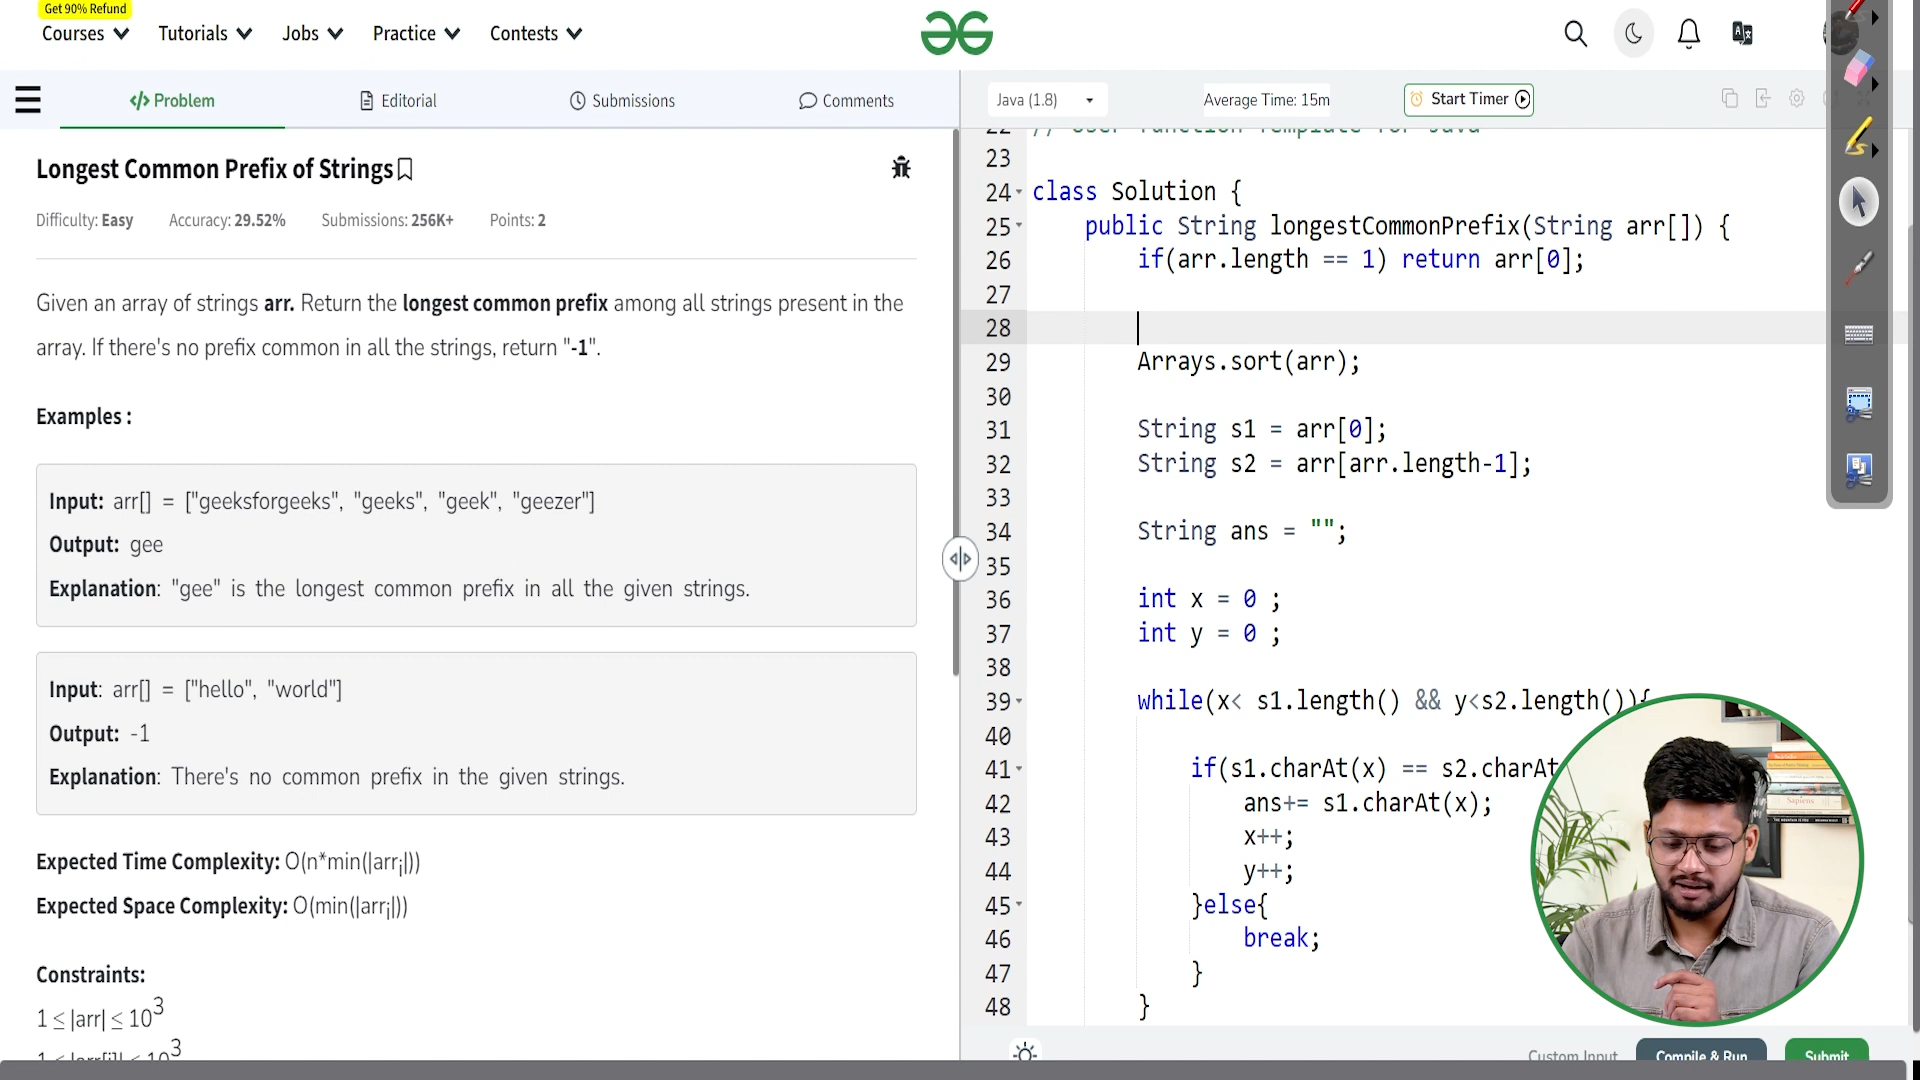 Get 90% Refund
Courses Tutorials Jobs Practice Contests
Problem Editorial Submissions Comments
Longest Common Prefix of Strings
Difficulty: Easy Accuracy: 29.52% Submissions: 256K+ Points: 2
Given an array of strings arr. Return the longest common prefix among all strings present in the
array. If there's no prefix common in all the strings, return "-1".
Examples :
Input: arr[] = ["geeksforgeeks", "geeks", "geek", "geezer"]
Output: gee
Explanation: "gee" is the longest common prefix in all the given strings.
Input: arr[] = ["hello", "world"]
Output: -1
Explanation: There's no common prefix in the given strings.
Expected Time Complexity: O(n*min(|arrᵢ|))
Expected Space Complexity: O(min(|arrᵢ|))
Constraints:
1 ≤ |arr| ≤ 10³
1 ≤ |arr[i]| ≤ 10³
Java (1.8) Average Time: 15m Start Timer
22 // User function Template for Java
23
24 class Solution {
25 public String longestCommonPrefix(String arr[]) {
26 if(arr.length == 1) return arr[0];
27
28
29 Arrays.sort(arr);
30
31 String s1 = arr[0];
32 String s2 = arr[arr.length-1];
33
34 String ans = "";
35
36 int x = 0 ;
37 int y = 0 ;
38
39 while(x< s1.length() && y<s2.length()){
40
41 if(s1.charAt(x) == s2.charAt
42 ans+= s1.charAt(x);
43 x++;
44 y++;
45 }else{
46 break;
47 }
48 }
Custom Input Compile & Run Submit
Sapiens